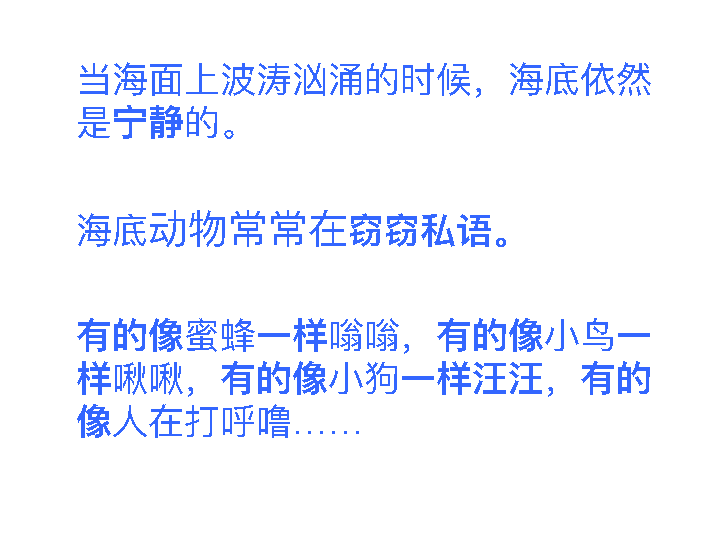 当海面上波涛汹涌的时候，海底依然
是宁静的。
海底动物常常在窃窃私语。
有的像蜜蜂一样嗡嗡，有的像小鸟一
样啾啾，有的像小狗一样汪汪，有的
像人在打呼噜……